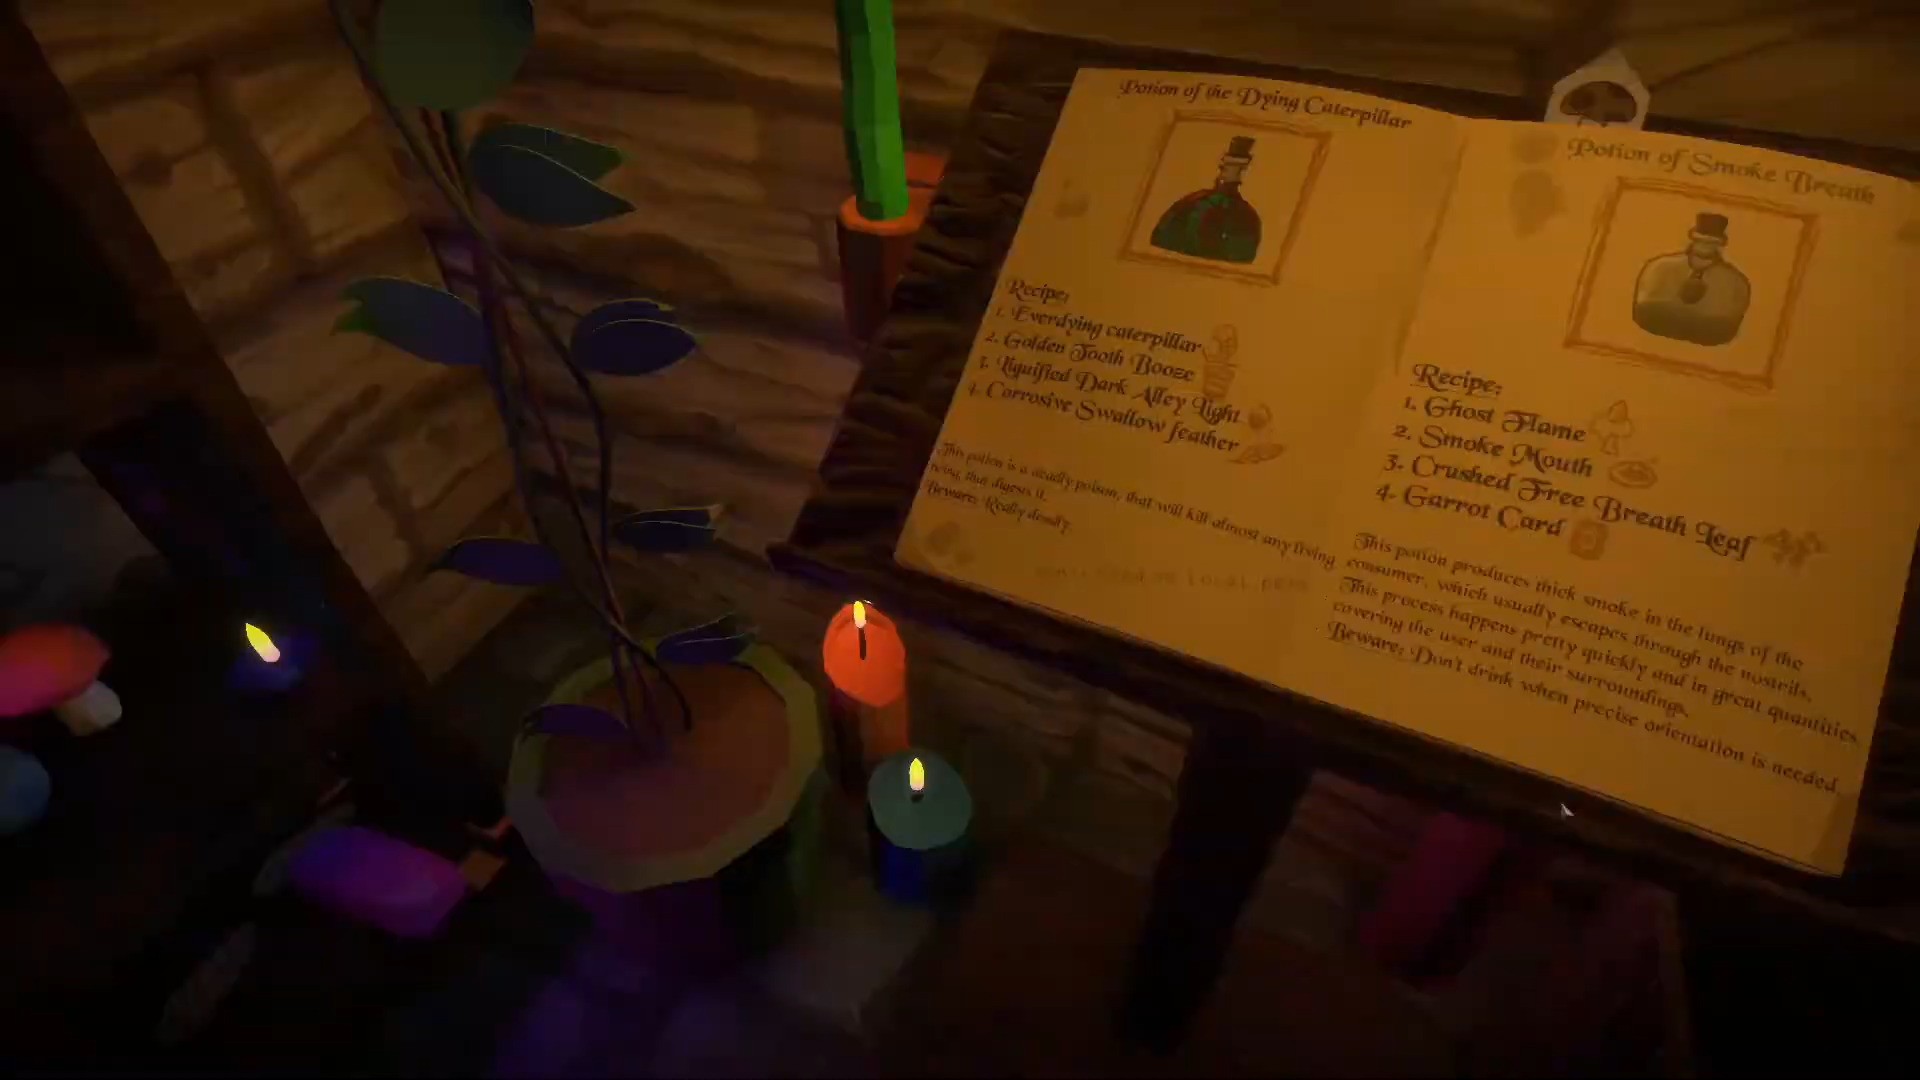 Potion of the Dying Caterpillar
Recipe:
1. Everdying caterpillar
2. Golden Tooth Booze
3. Liquified Dark Alley Light
4. Corrosive Swallow feather
This potion is a deadly poison, that will kill almost any living
being, that digests it.
Beware: Really deadly.
Potion of Smoke Breath
Recipe:
1. Ghost Flame
2. Smoke Mouth
3. Crushed Free Breath Leaf
4- Garrot Card
This potion produces thick smoke in the lungs of the
consumer, which usually escapes through the nostrils.
This process happens pretty quickly and in great quantities
covering the user and their surroundings.
Beware: Don't drink when precise orientation is needed.